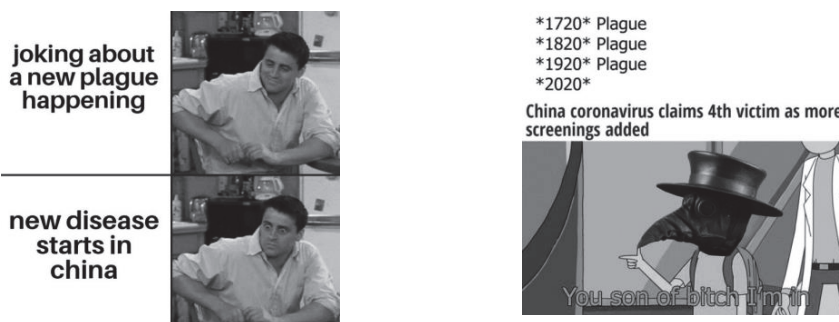 joking about
a new plague
happening
new disease
starts in
china
*1720* Plague
*1820* Plague
*1920* Plague
*2020*
China coronavirus claims 4th victim as more
screenings added
You son of bitch I'm in